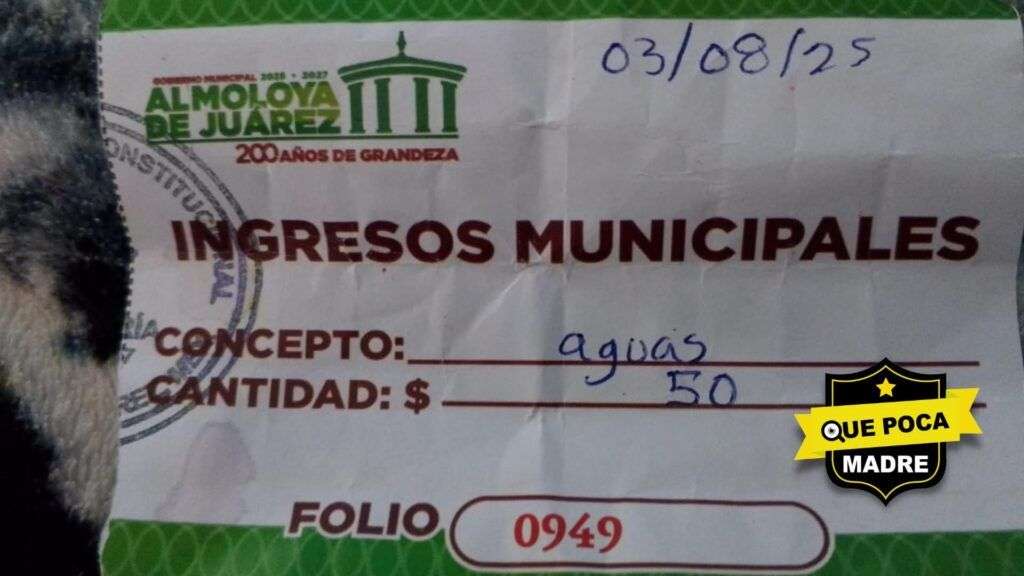 03/08/25
GOBIERNO MUNICIPAL 2025 - 2027
ALMOLOYA
DE JUÁREZ
200 AÑOS DE GRANDEZA
CONSTITUCIONAL
INGRESOS MUNICIPALES
CONCEPTO: aguas
CANTIDAD: $ 50
QUE POCA
MADRE
FOLIO 0949